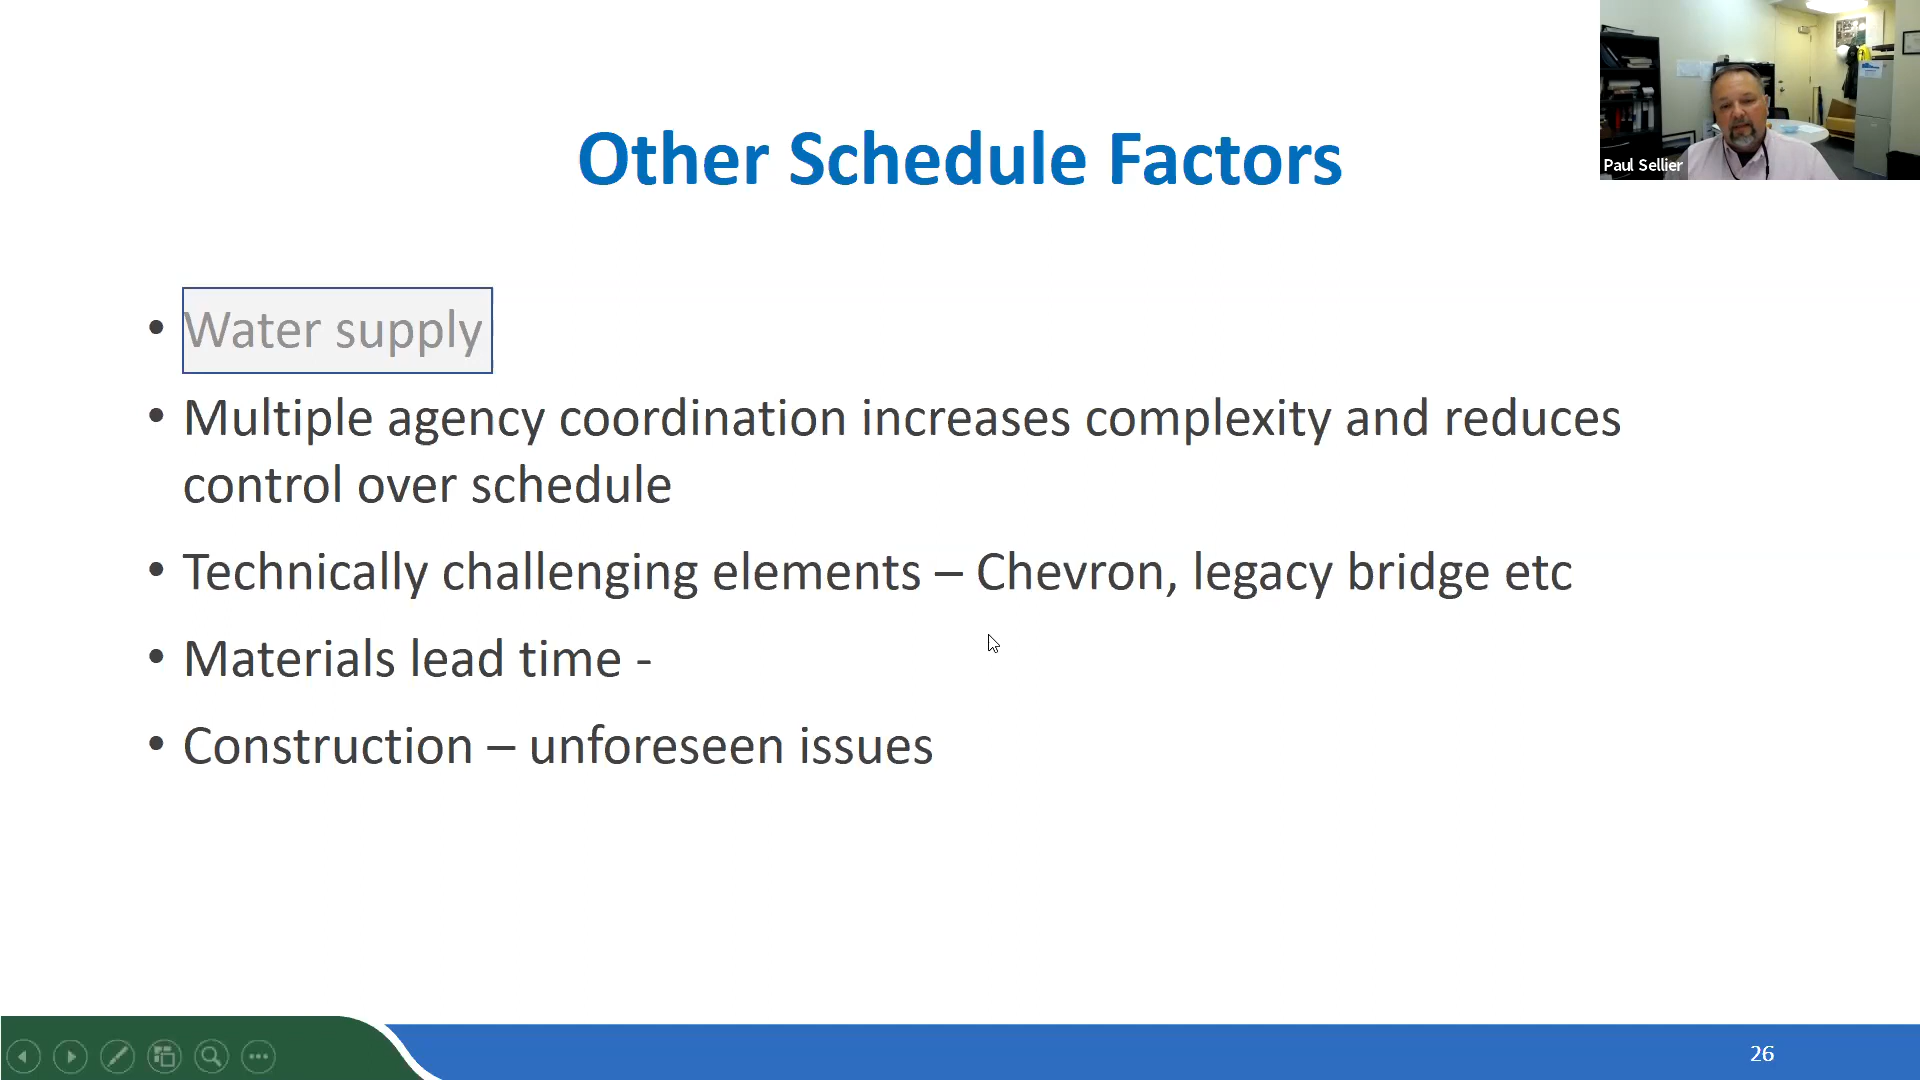 Other Schedule Factors
Paul Sellier
• Water supply
• Multiple agency coordination increases complexity and reduces
control over schedule
• Technically challenging elements – Chevron, legacy bridge etc
• Materials lead time -
• Construction – unforeseen issues
26